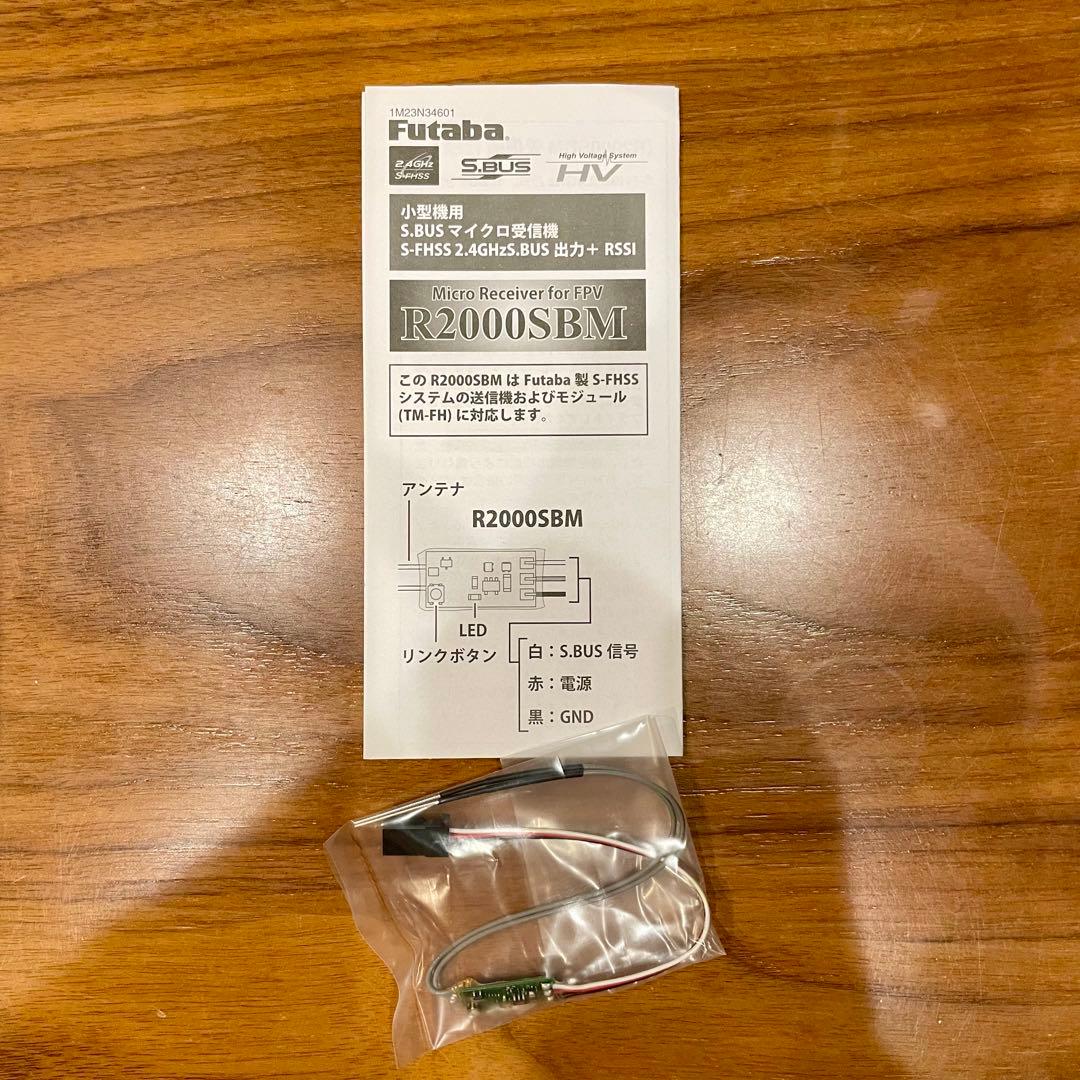 1M23N34601
Futaba®
2.4GHz
S-FHSS
S.BUS
High Voltage System
HV
小型機用
S.BUS マイクロ受信機
S-FHSS 2.4GHzS.BUS 出力＋ RSSI
Micro Receiver for FPV
R2000SBM
この R2000SBM は Futaba 製 S-FHSS
システムの送信機およびモジュール
(TM-FH) に対応します。
アンテナ
R2000SBM
LED
リンクボタン
白：S.BUS 信号
赤：電源
黒：GND